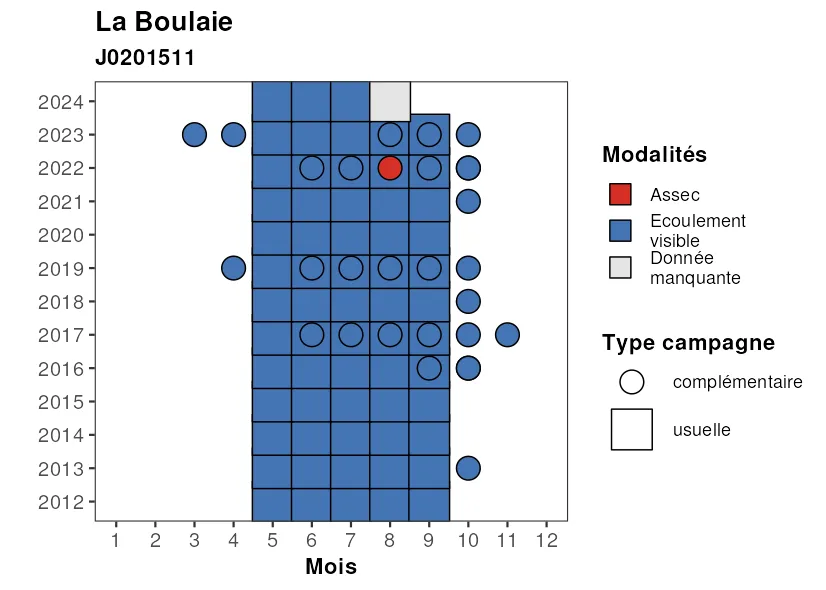 La Boulaie
J0201511
2024
2023
2022
2021
2020
2019
2018
2017
2016
2015
2014
2013
2012
1 2 3 4 5 6 7 8 9 10 11 12
Mois
Modalités
Assec
Ecoulement
visible
Donnée
manquante
Type campagne
complémentaire
usuelle